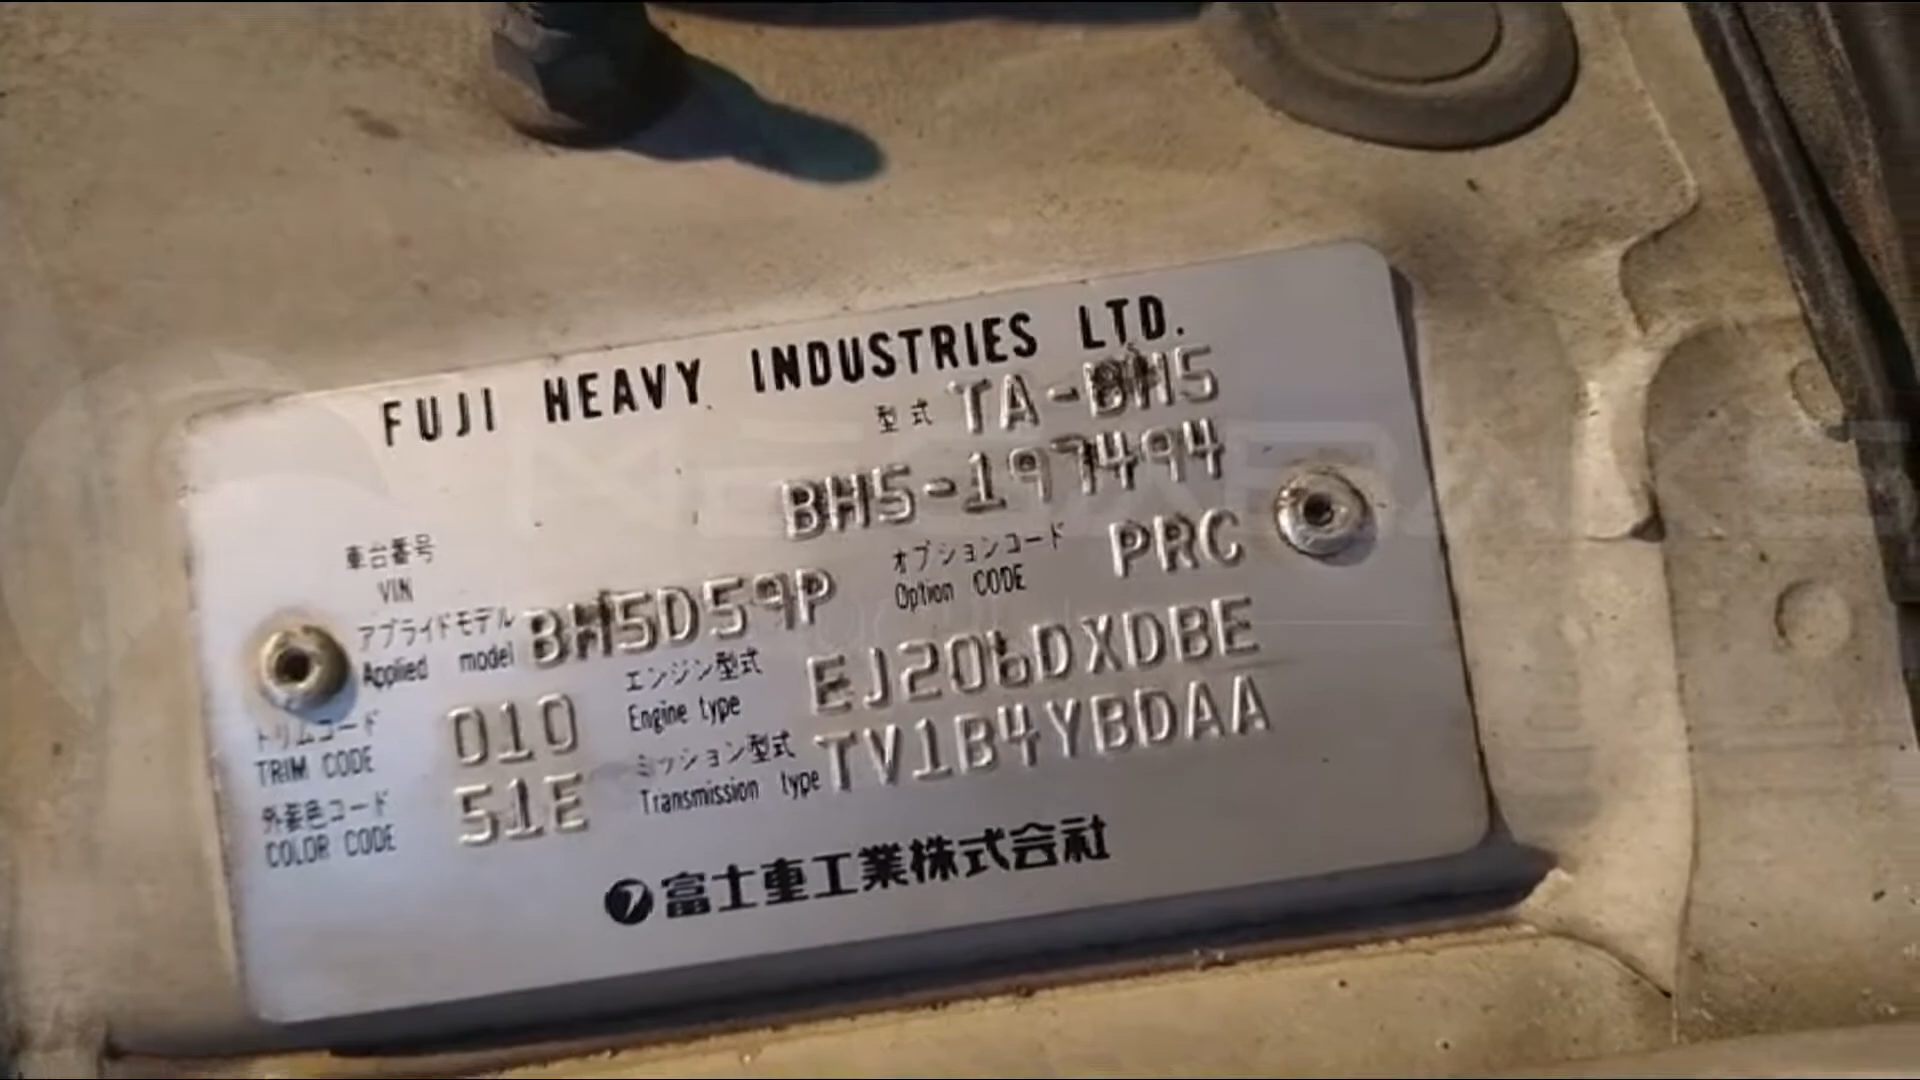 FUJI HEAVY INDUSTRIES LTD.
型式 TA-BH5
車台番号 VIN BH5-197494
アプライドモデル Applied model BH5D59P オプションコード Option CODE PRC
トリムコード TRIM CODE 010 エンジン型式 Engine type EJ206DXDBE
外装色コード COLOR CODE 51E ミッション型式 Transmission type TV1B4YBDAA
富士重工業株式会社